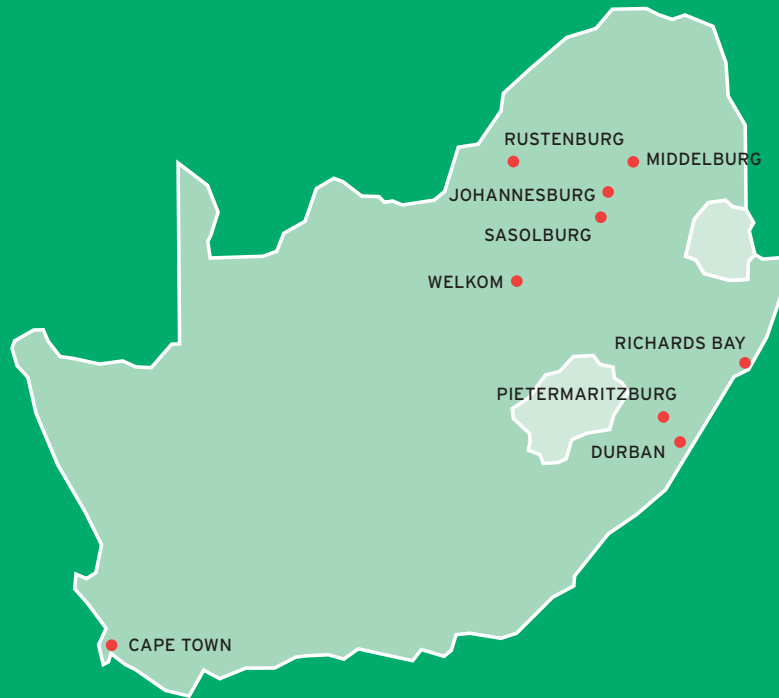 RUSTENBURG
MIDDELBURG
JOHANNESBURG
SASOLBURG
WELKOM
RICHARDS BAY
PIETERMARITZBURG
DURBAN
CAPE TOWN